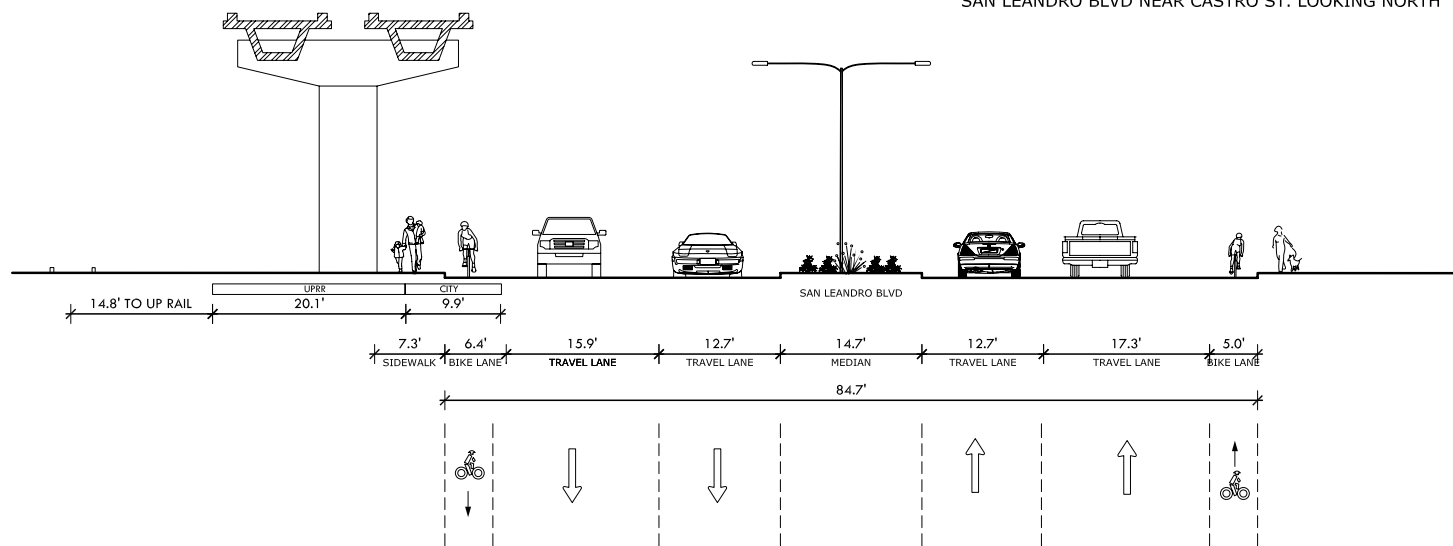 SAN LEANDRO BLVD NEAR CASTRO ST. LOOKING NORTH
UPRR CITY
SAN LEANDRO BLVD
14.8' TO UP RAIL 20.1' 9.9'
7.3' 6.4' 15.9' 12.7' 14.7' 12.7' 17.3' 5.0'
SIDEWALK BIKE LANE TRAVEL LANE TRAVEL LANE MEDIAN TRAVEL LANE TRAVEL LANE BIKE LANE
84.7'